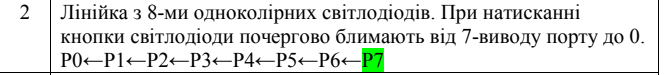 2 Лінійка з 8-ми одноколірних світлодіодів. При натисканні
кнопки світлодіоди почергово блимають від 7-виводу порту до 0.
P0←P1←P2←P3←P4←P5←P6←P7